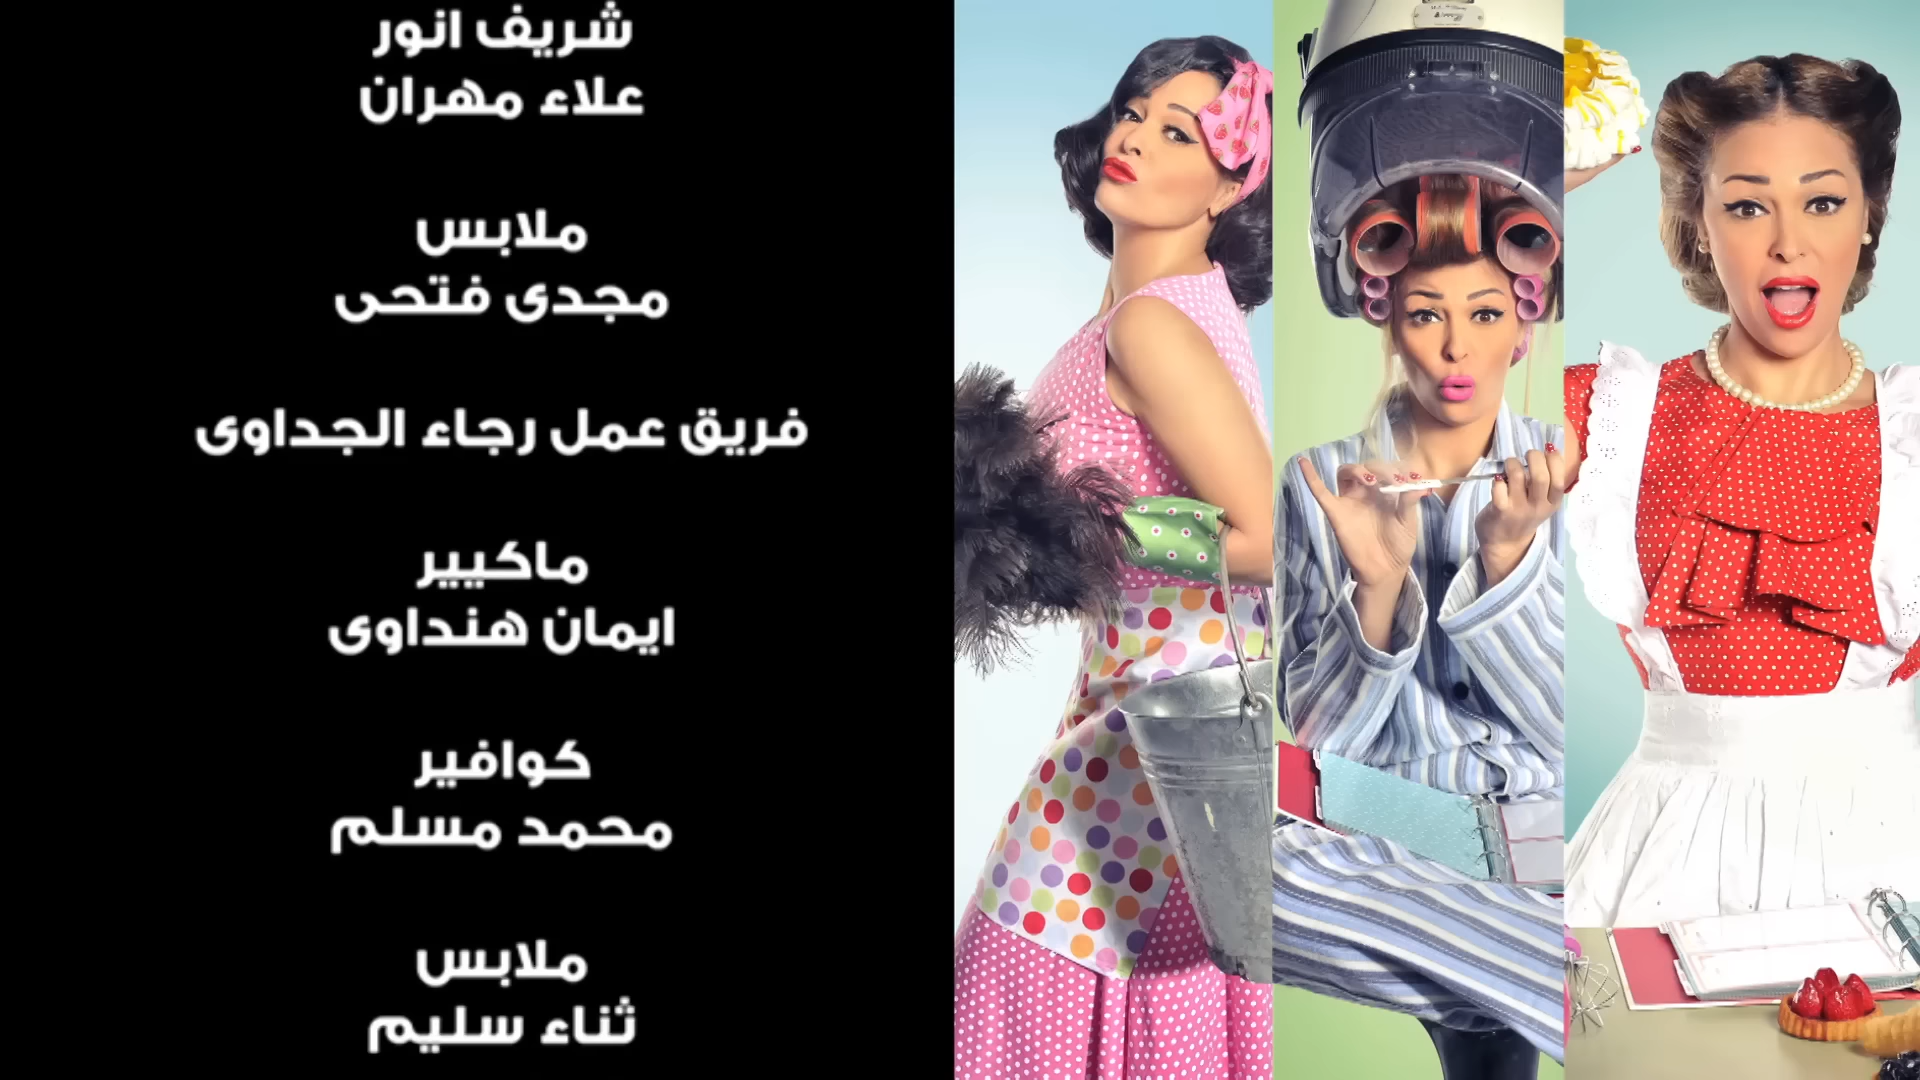 شريف انور
علاء مهران
ملابس
مجدى فتحى
فريق عمل رجاء الجداوى
ماكيير
ايمان هنداوى
كوافير
محمد مسلم
ملابس
ثناء سليم